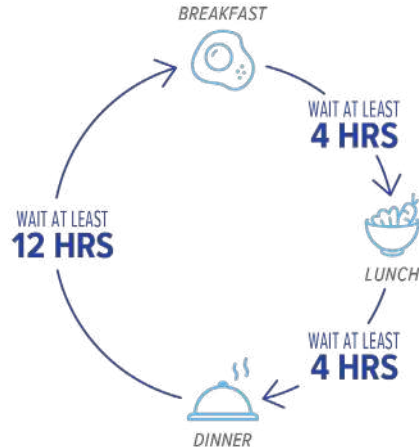 BREAKFAST
WAIT AT LEAST
4 HRS
LUNCH
WAIT AT LEAST
4 HRS
DINNER
WAIT AT LEAST
12 HRS